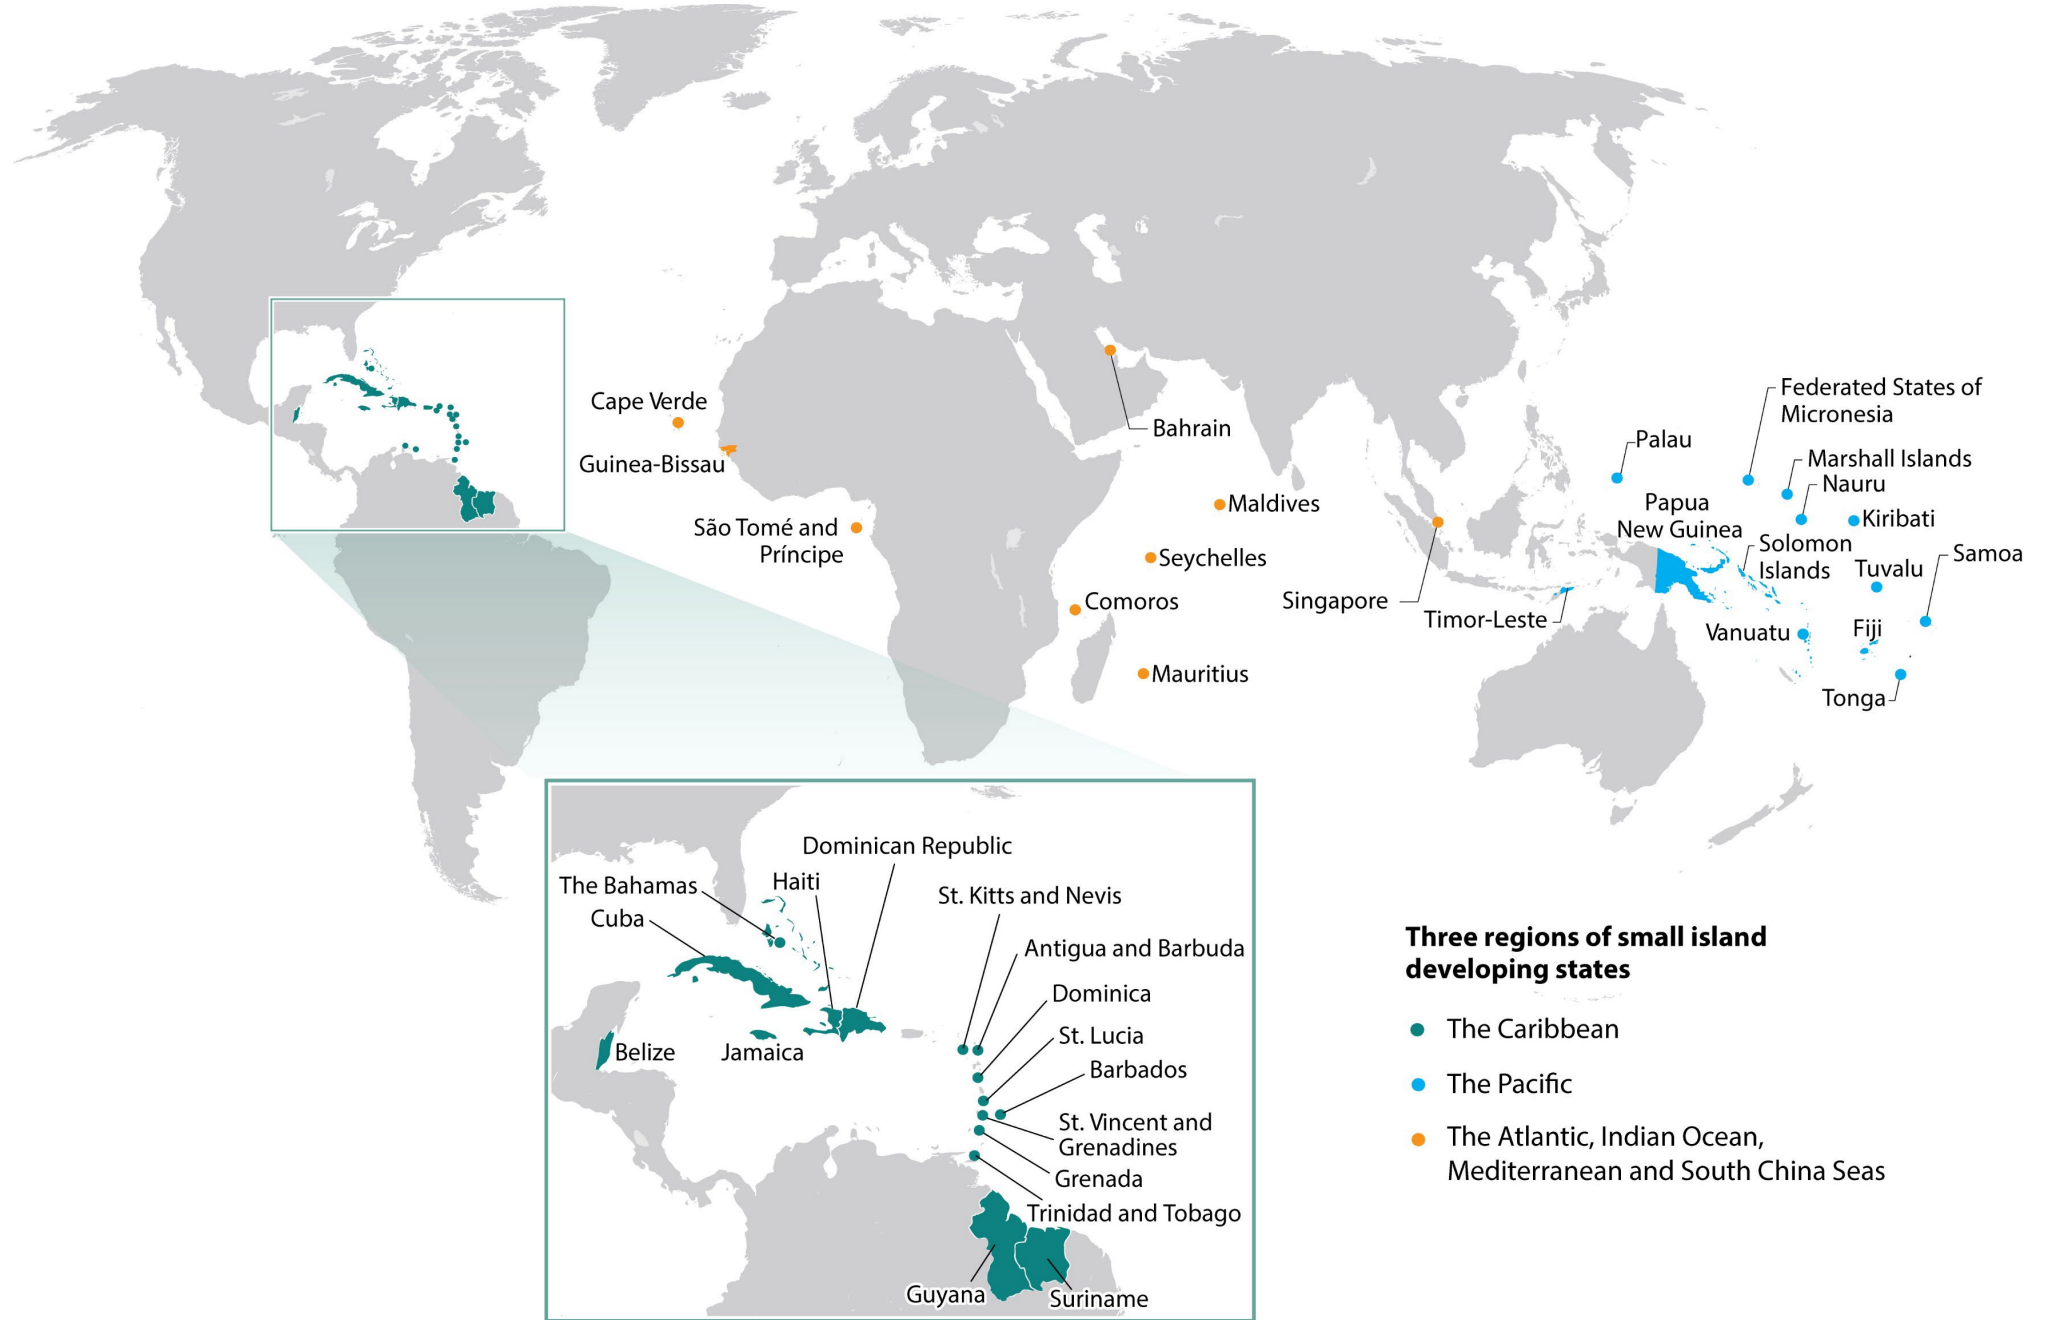 Cape Verde
Guinea-Bissau
São Tomé and
Príncipe
Bahrain
Maldives
Seychelles
Comoros
Mauritius
Singapore
Timor-Leste
Palau
Federated States of
Micronesia
Marshall Islands
Nauru
Kiribati
Papua
New Guinea
Solomon
Islands
Tuvalu
Samoa
Vanuatu
Fiji
Tonga
Dominican Republic
The Bahamas
Haiti
Cuba
St. Kitts and Nevis
Antigua and Barbuda
Dominica
St. Lucia
Barbados
St. Vincent and
Grenadines
Grenada
Trinidad and Tobago
Belize
Jamaica
Guyana
Suriname
Three regions of small island
developing states
The Caribbean
The Pacific
The Atlantic, Indian Ocean,
Mediterranean and South China Seas